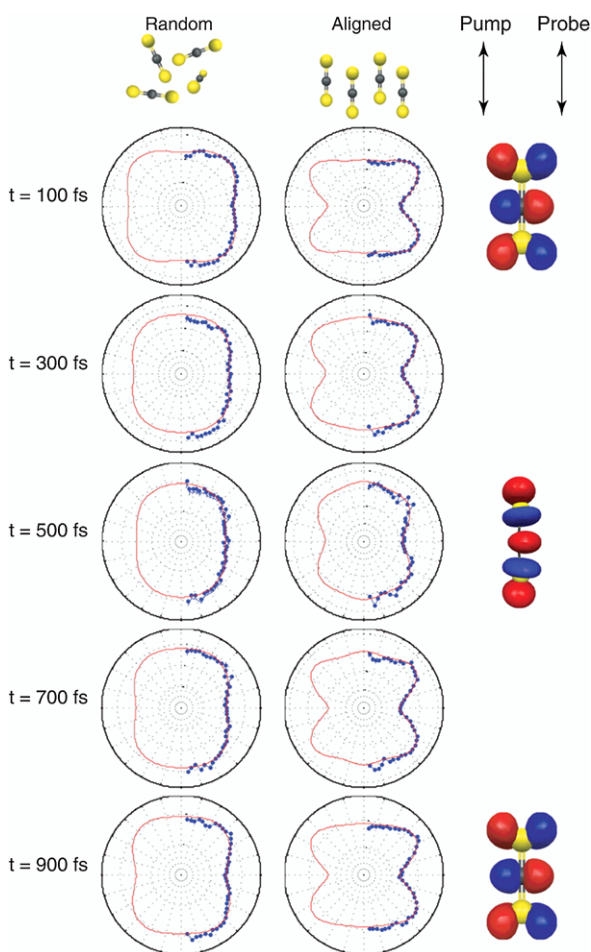 Random Aligned Pump Probe
t = 100 fs
t = 300 fs
t = 500 fs
t = 700 fs
t = 900 fs